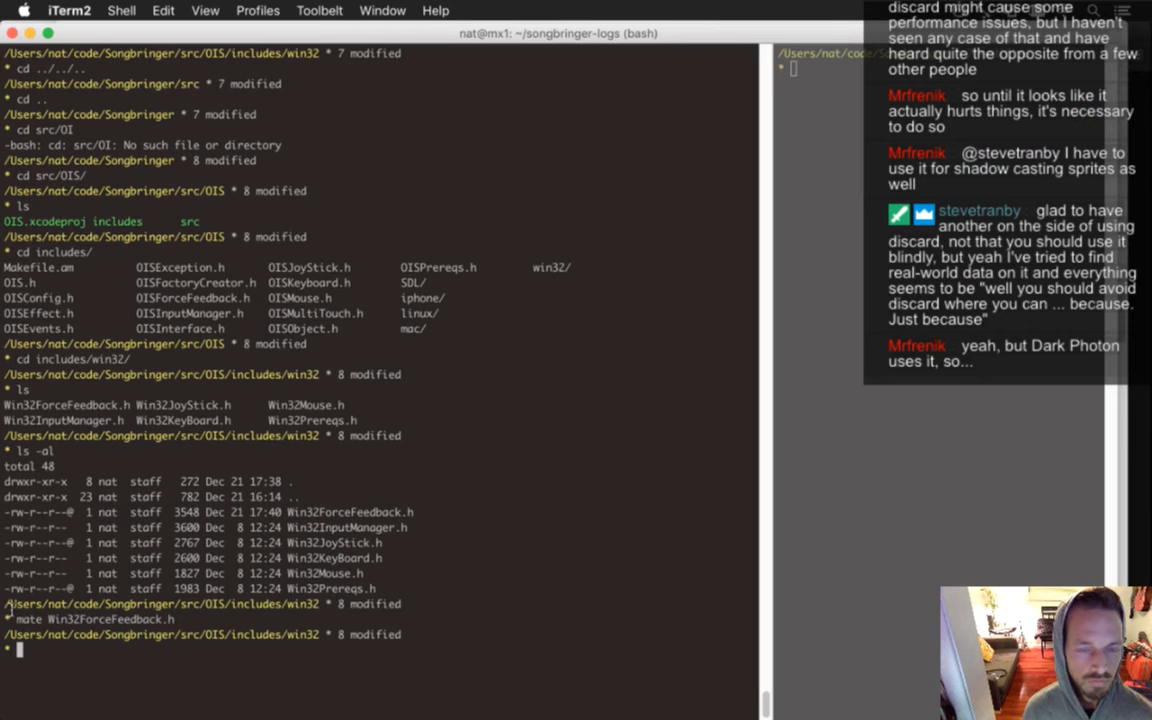 iTerm2 Shell Edit View Profiles Toolbelt Window Help
nat@mx1: ~/songbringer-logs (bash)
/Users/nat/code/Songbringer/src/OIS/includes/win32 * 7 modified
* cd ../../..
/Users/nat/code/Songbringer/src * 7 modified
* cd ..
/Users/nat/code/Songbringer * 7 modified
* cd src/OI
-bash: cd: src/OI: No such file or directory
/Users/nat/code/Songbringer * 8 modified
* cd src/OIS/
/Users/nat/code/Songbringer/src/OIS * 8 modified
* ls
OIS.xcodeproj includes src
/Users/nat/code/Songbringer/src/OIS * 8 modified
* cd includes/
Makefile.am OISException.h OISJoyStick.h OISPrereqs.h win32/
OIS.h OISFactoryCreator.h OISKeyboard.h SDL/
OISConfig.h OISForceFeedback.h OISMouse.h iphone/
OISEffect.h OISInputManager.h OISMultiTouch.h linux/
OISEvents.h OISInterface.h OISObject.h mac/
/Users/nat/code/Songbringer/src/OIS * 8 modified
* cd includes/win32/
/Users/nat/code/Songbringer/src/OIS/includes/win32 * 8 modified
* ls
Win32ForceFeedback.h Win32JoyStick.h Win32Mouse.h
Win32InputManager.h Win32KeyBoard.h Win32Prereqs.h
/Users/nat/code/Songbringer/src/OIS/includes/win32 * 8 modified
* ls -al
total 48
drwxr-xr-x 8 nat staff 272 Dec 21 17:38 .
drwxr-xr-x 23 nat staff 782 Dec 21 16:14 ..
-rw-r--r--@ 1 nat staff 3548 Dec 21 17:40 Win32ForceFeedback.h
-rw-r--r-- 1 nat staff 3600 Dec 8 12:24 Win32InputManager.h
-rw-r--r--@ 1 nat staff 2767 Dec 8 12:24 Win32JoyStick.h
-rw-r--r-- 1 nat staff 2600 Dec 8 12:24 Win32KeyBoard.h
-rw-r--r-- 1 nat staff 1827 Dec 8 12:24 Win32Mouse.h
-rw-r--r--@ 1 nat staff 1983 Dec 8 12:24 Win32Prereqs.h
/Users/nat/code/Songbringer/src/OIS/includes/win32 * 8 modified
* mate Win32ForceFeedback.h
/Users/nat/code/Songbringer/src/OIS/includes/win32 * 8 modified
*
/Users/nat/code/
*
discard might cause some
performance issues, but I haven't
seen any case of that and have
heard quite the opposite from a few
other people
Mrfrenik so until it looks like it
actually hurts things, it's necessary
to do so
Mrfrenik @stevetranby I have to
use it for shadow casting sprites as
well
stevetranby glad to have
another on the side of using
discard, not that you should use it
blindly, but yeah I've tried to find
real-world data on it and everything
seems to be "well you should avoid
discard where you can ... because.
Just because"
Mrfrenik yeah, but Dark Photon
uses it, so...